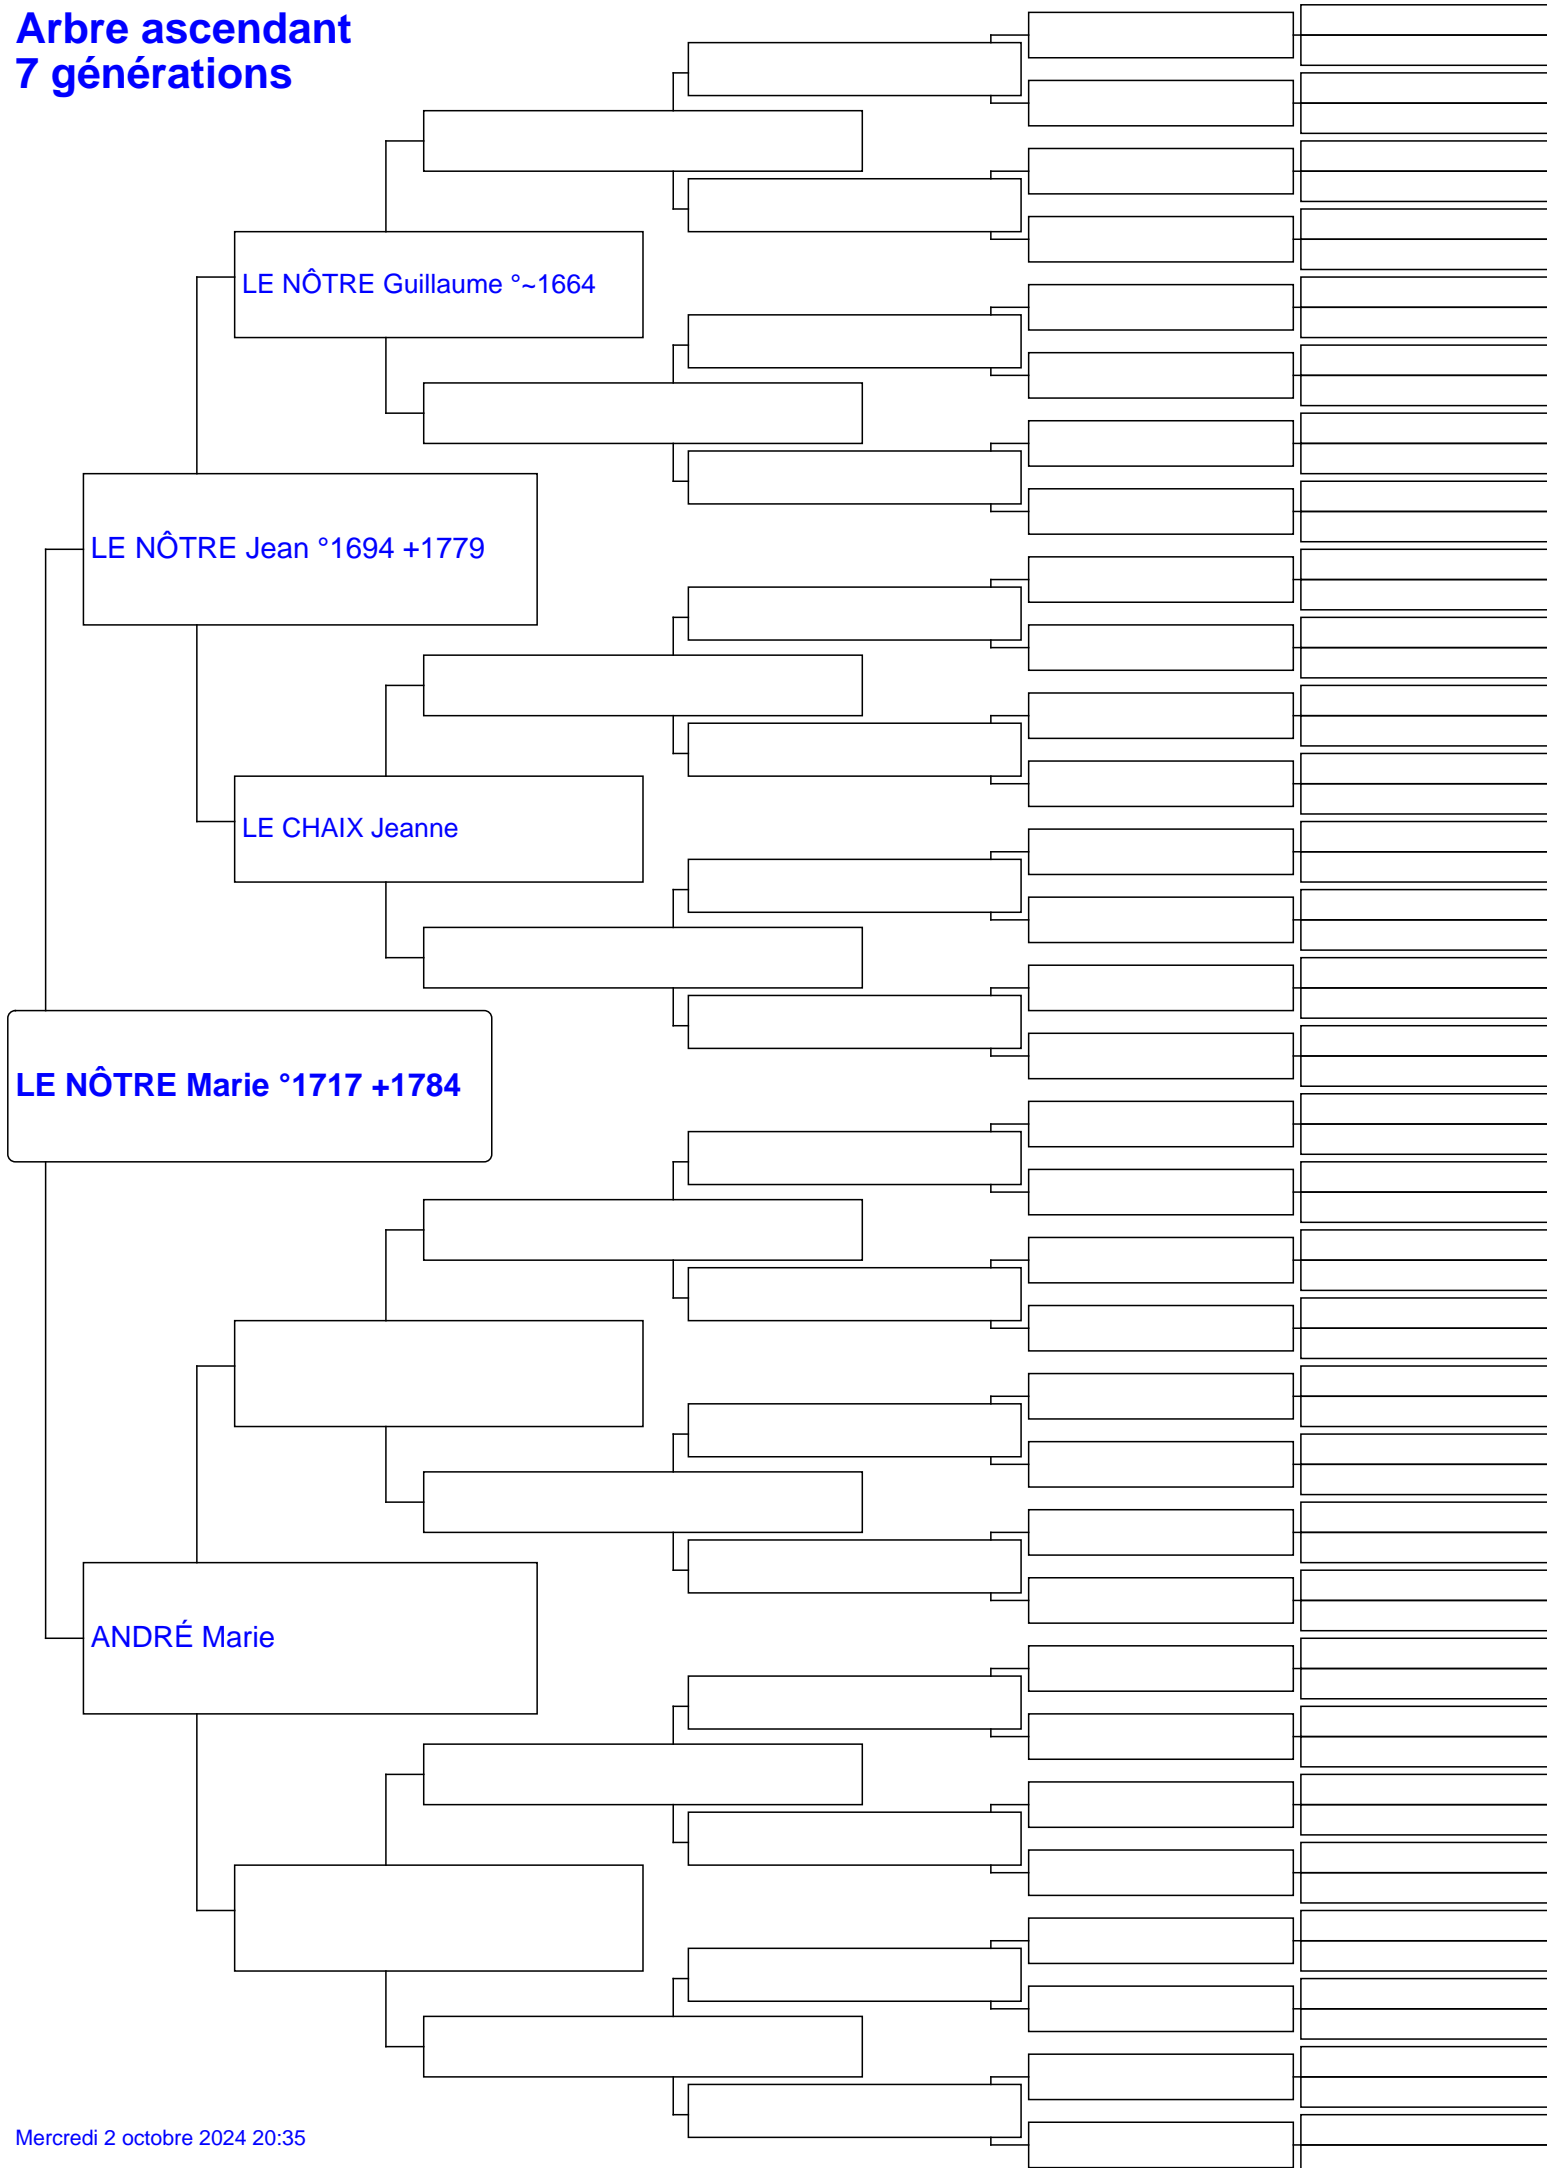 Arbre ascendant
7 générations
LE NÔTRE Guillaume °~1664
LE NÔTRE Jean °1694 +1779
LE CHAIX Jeanne
LE NÔTRE Marie °1717 +1784
ANDRÉ Marie
Mercredi 2 octobre 2024 20:35